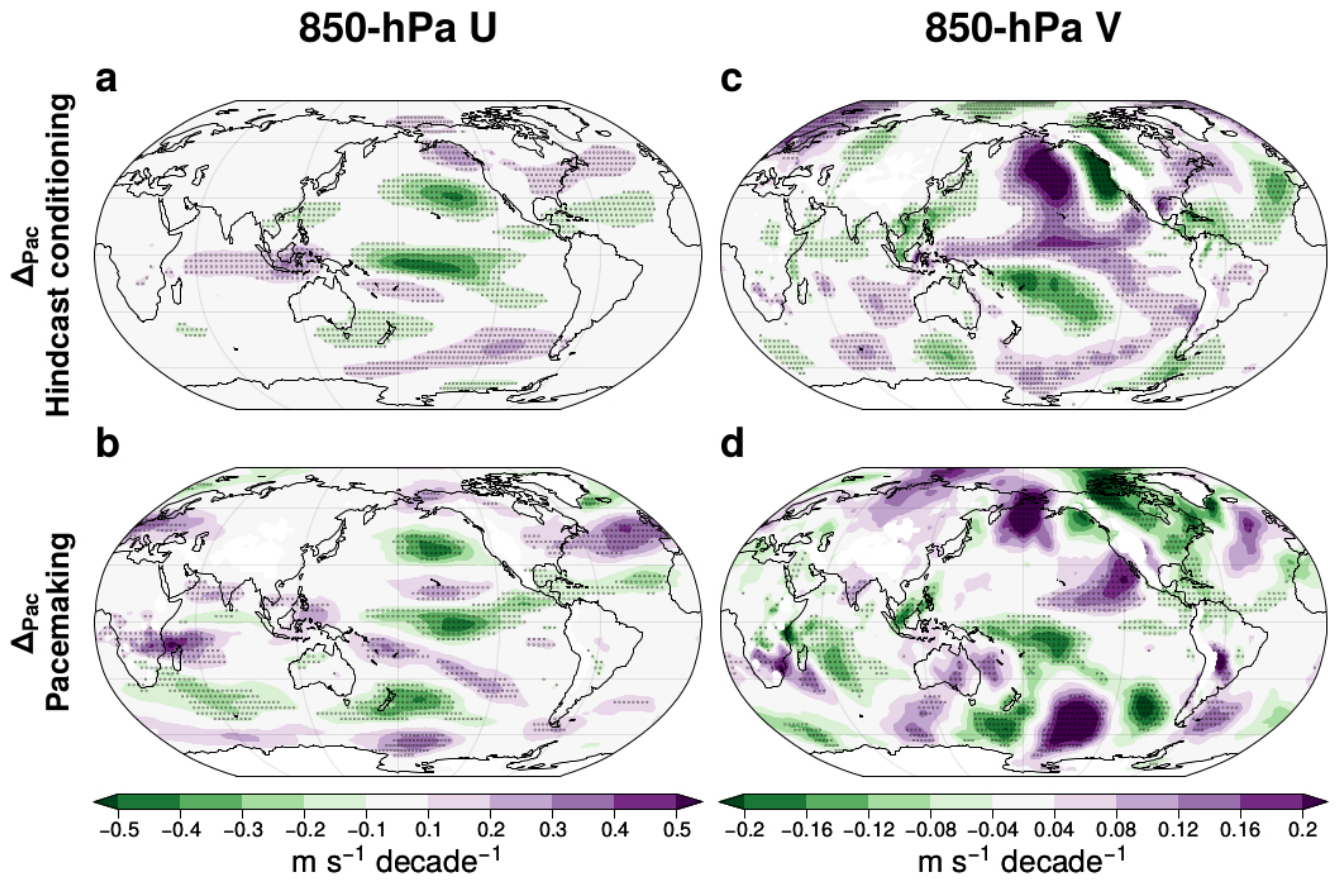 850-hPa U
850-hPa V
a
c
ΔPac
Hindcast conditioning
b
d
ΔPac
Pacemaking
−0.5 −0.4 −0.3 −0.2 −0.1 0.1 0.2 0.3 0.4 0.5
m s⁻¹ decade⁻¹
−0.2 −0.16 −0.12 −0.08 −0.04 0.04 0.08 0.12 0.16 0.2
m s⁻¹ decade⁻¹